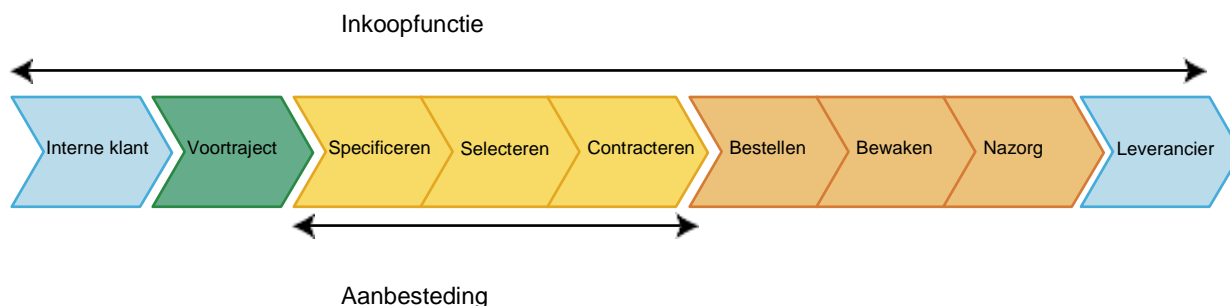 Inkoopfunctie
Interne klant
Voortraject
Specificeren
Selecteren
Contracteren
Bestellen
Bewaken
Nazorg
Leverancier
Aanbesteding